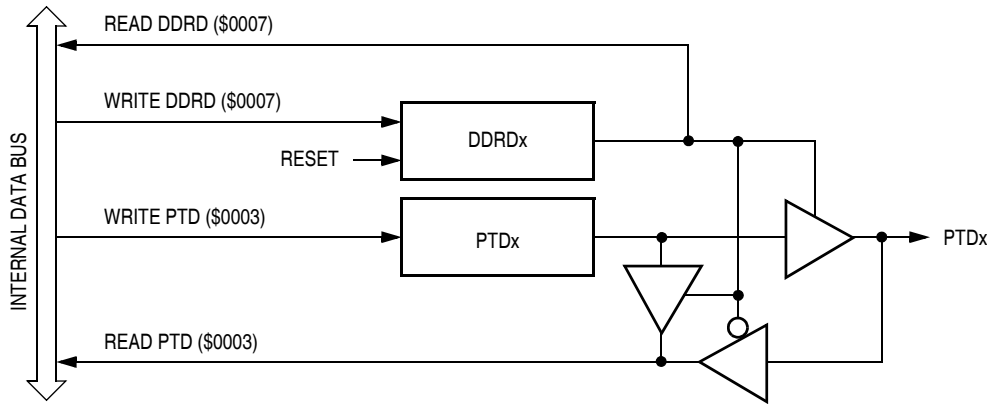 READ DDRD ($0007)
WRITE DDRD ($0007)
DDRDx
RESET
INTERNAL DATA BUS
WRITE PTD ($0003)
PTDx
PTDx
READ PTD ($0003)